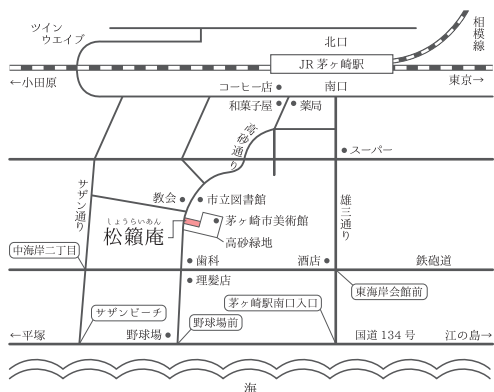 ツイン
ウエイブ
北口
相模線
JR 茅ヶ崎駅
←小田原
東京→
コーヒー店
南口
和菓子屋
薬局
高砂通り
スーパー
サザン通り
教会
市立図書館
雄三通り
しょうらいあん
松籟庵
茅ヶ崎市美術館
高砂緑地
中海岸二丁目
歯科
酒店
鉄砲道
理髪店
東海岸会館前
茅ヶ崎駅南口入口
サザンビーチ
野球場前
←平塚
野球場
国道 134 号
江の島→
海